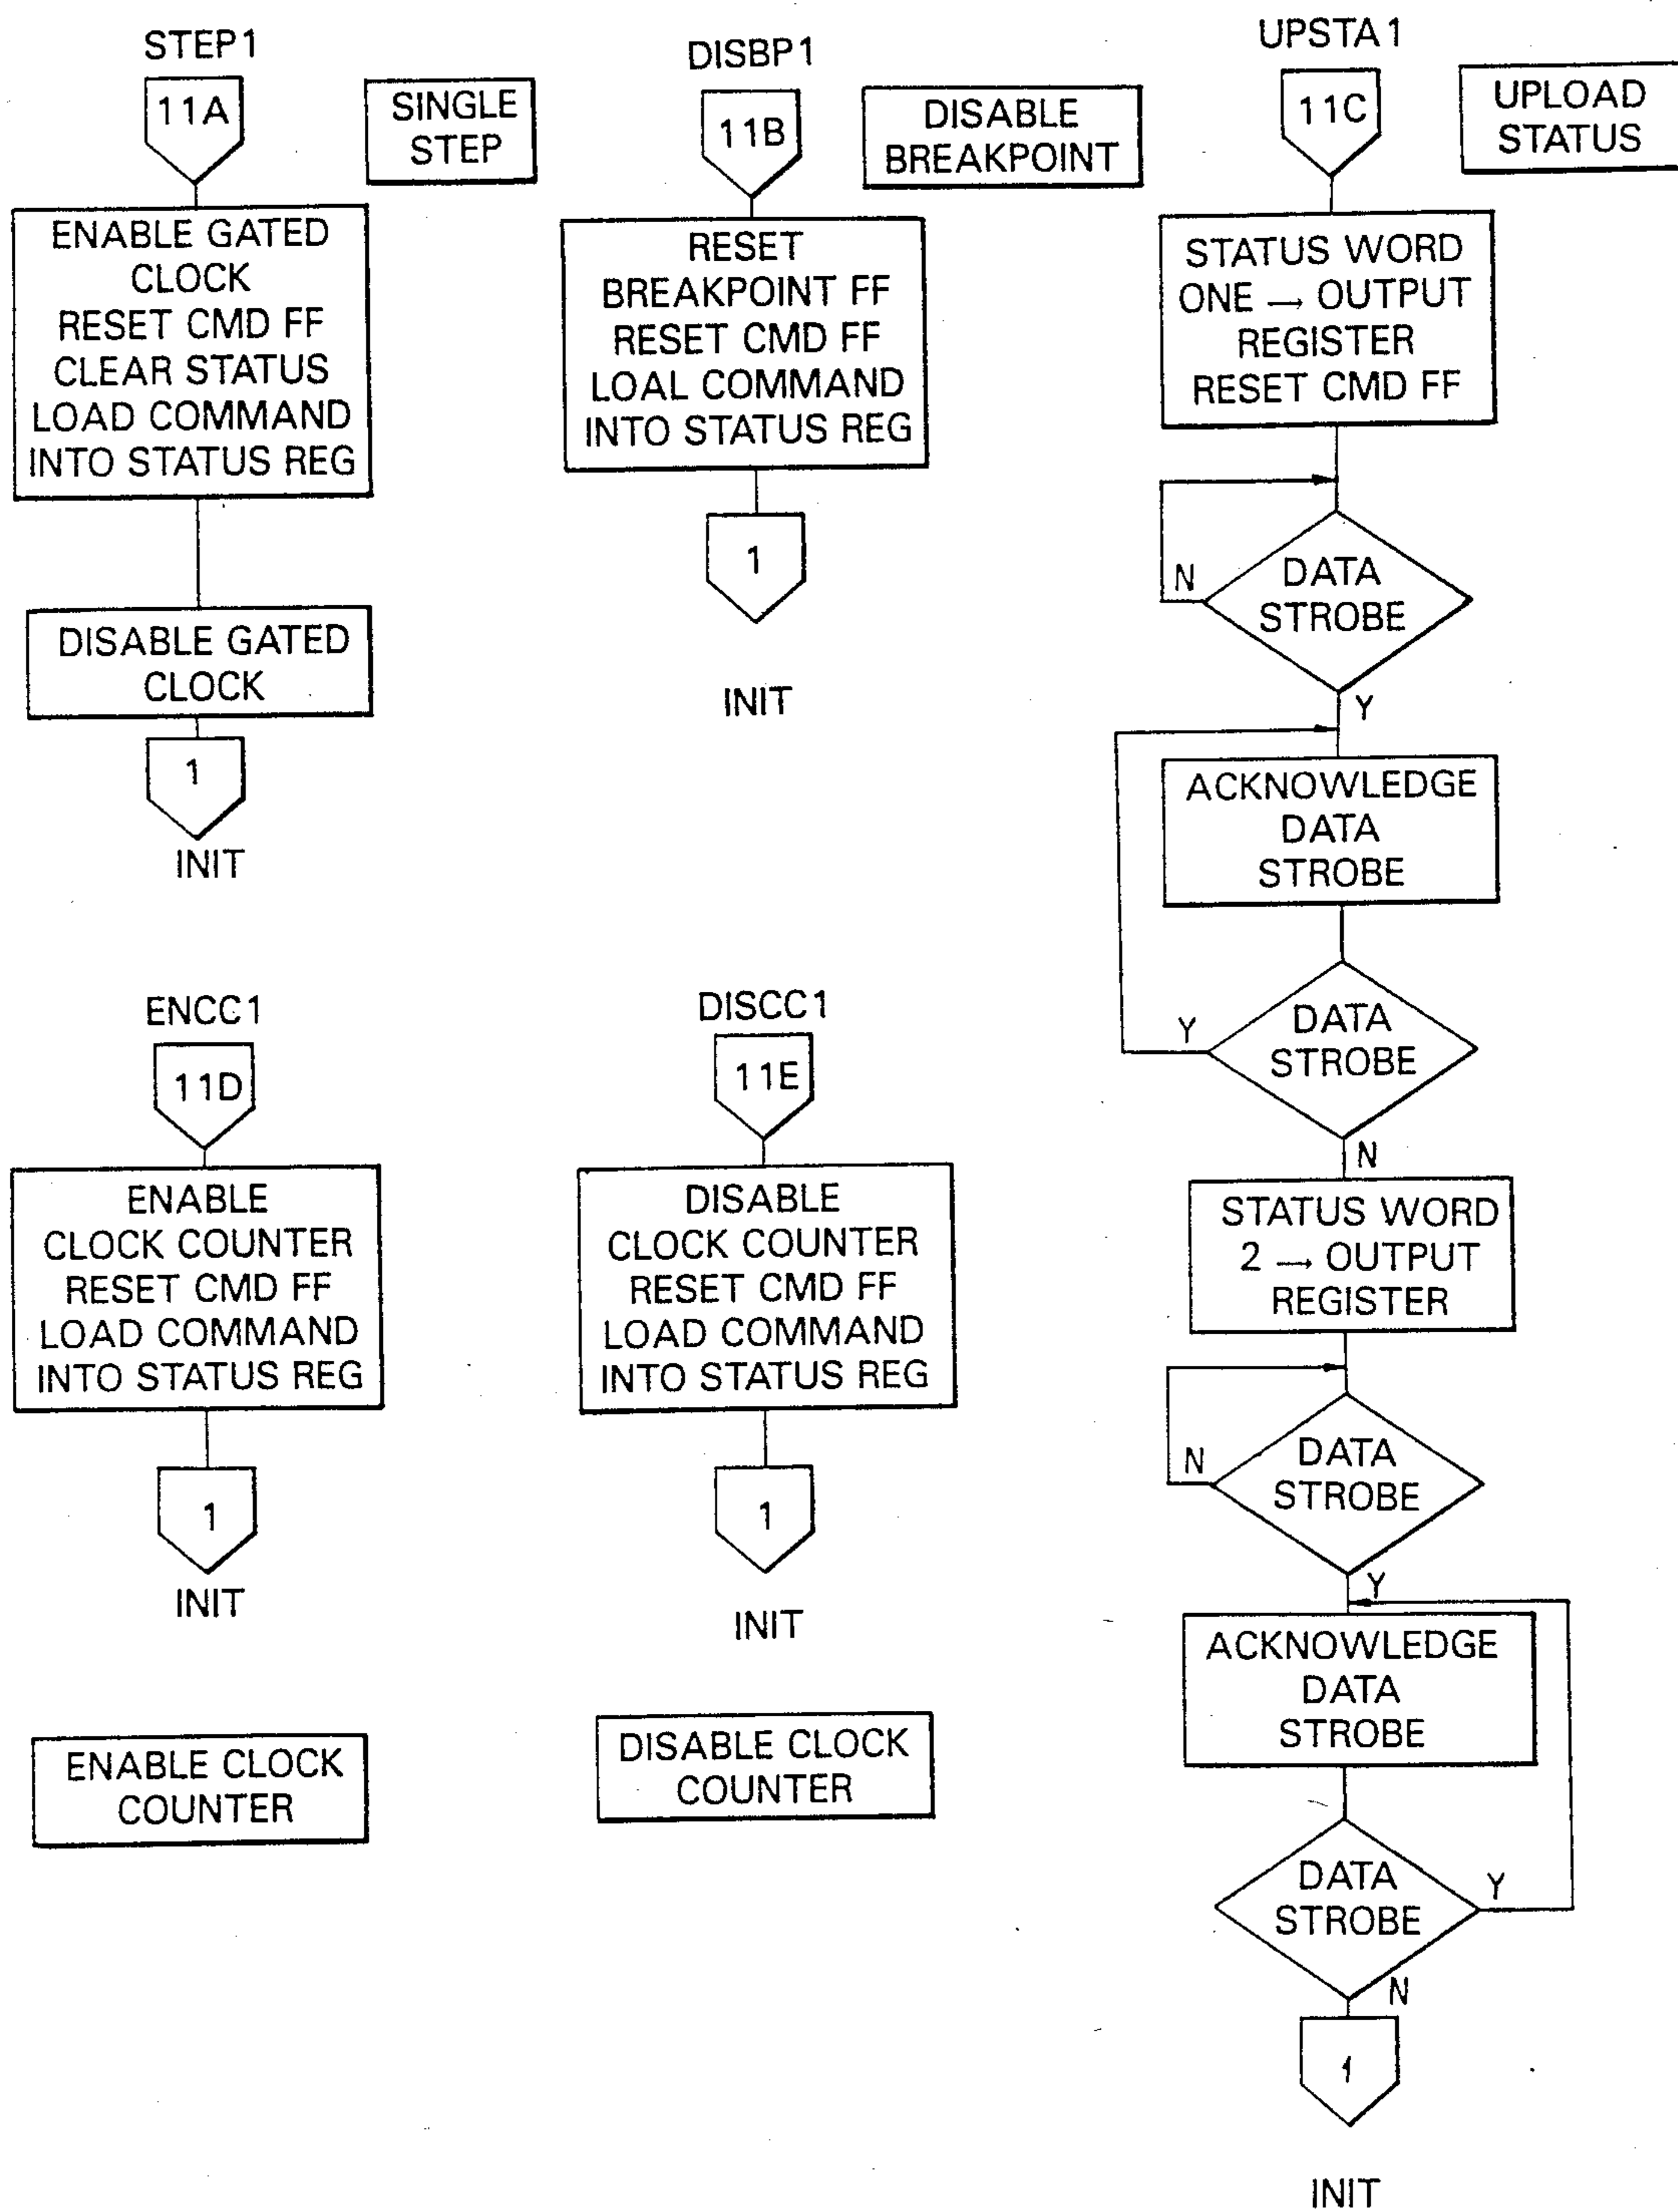 STEP1
11A
SINGLE
STEP
ENABLE GATED
CLOCK
RESET CMD FF
CLEAR STATUS
LOAD COMMAND
INTO STATUS REG
DISABLE GATED
CLOCK
1
INIT
DISBP1
11B
DISABLE
BREAKPOINT
RESET
BREAKPOINT FF
RESET CMD FF
LOAL COMMAND
INTO STATUS REG
1
INIT
UPSTA1
11C
UPLOAD
STATUS
STATUS WORD
ONE → OUTPUT
REGISTER
RESET CMD FF
DATA
STROBE
N
Y
ACKNOWLEDGE
DATA
STROBE
DATA
STROBE
Y
N
STATUS WORD
2 → OUTPUT
REGISTER
DATA
STROBE
N
Y
ACKNOWLEDGE
DATA
STROBE
DATA
STROBE
Y
N
1
INIT
ENCC1
11D
ENABLE
CLOCK COUNTER
RESET CMD FF
LOAD COMMAND
INTO STATUS REG
1
INIT
ENABLE CLOCK
COUNTER
DISCC1
11E
DISABLE
CLOCK COUNTER
RESET CMD FF
LOAD COMMAND
INTO STATUS REG
1
INIT
DISABLE CLOCK
COUNTER